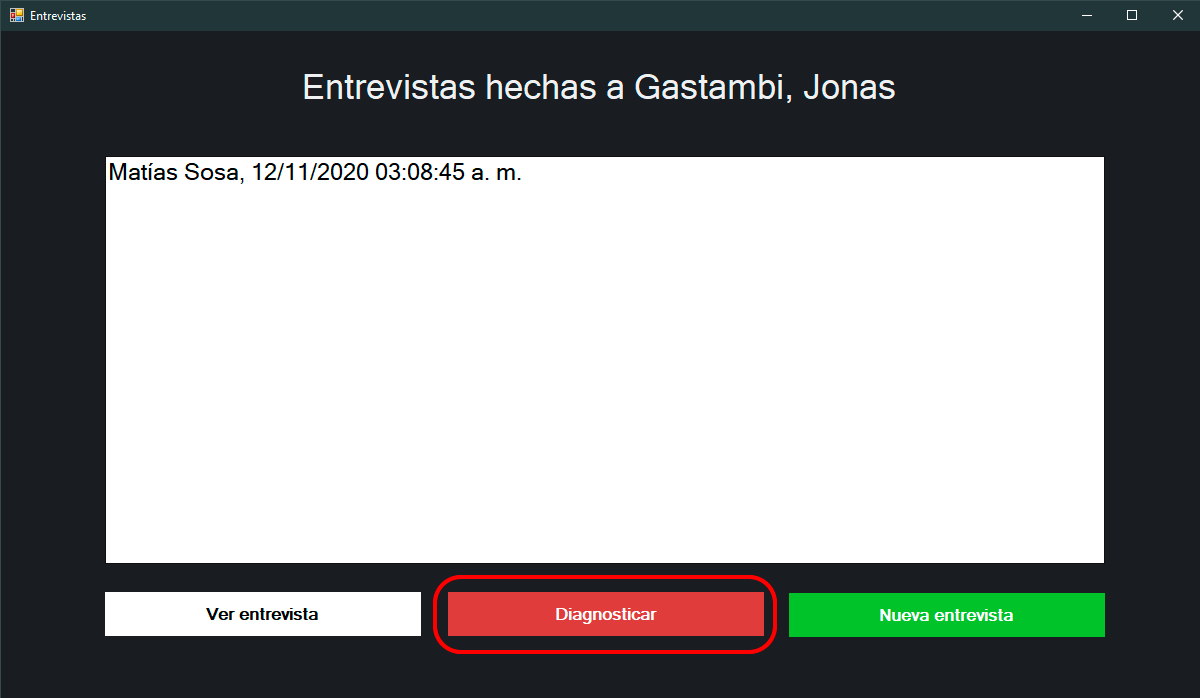 Entrevistas
Entrevistas hechas a Gastambi, Jonas
Matías Sosa, 12/11/2020 03:08:45 a. m.
Ver entrevista
Diagnosticar
Nueva entrevista